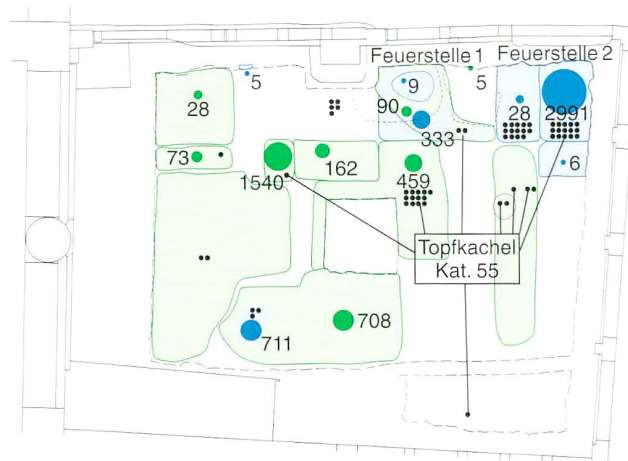 Feuerstelle 1 Feuerstelle 2
5 9 5
28 90 28 2991
333
73 1540 162 459 6
Topfkachel
Kat. 55
711 708